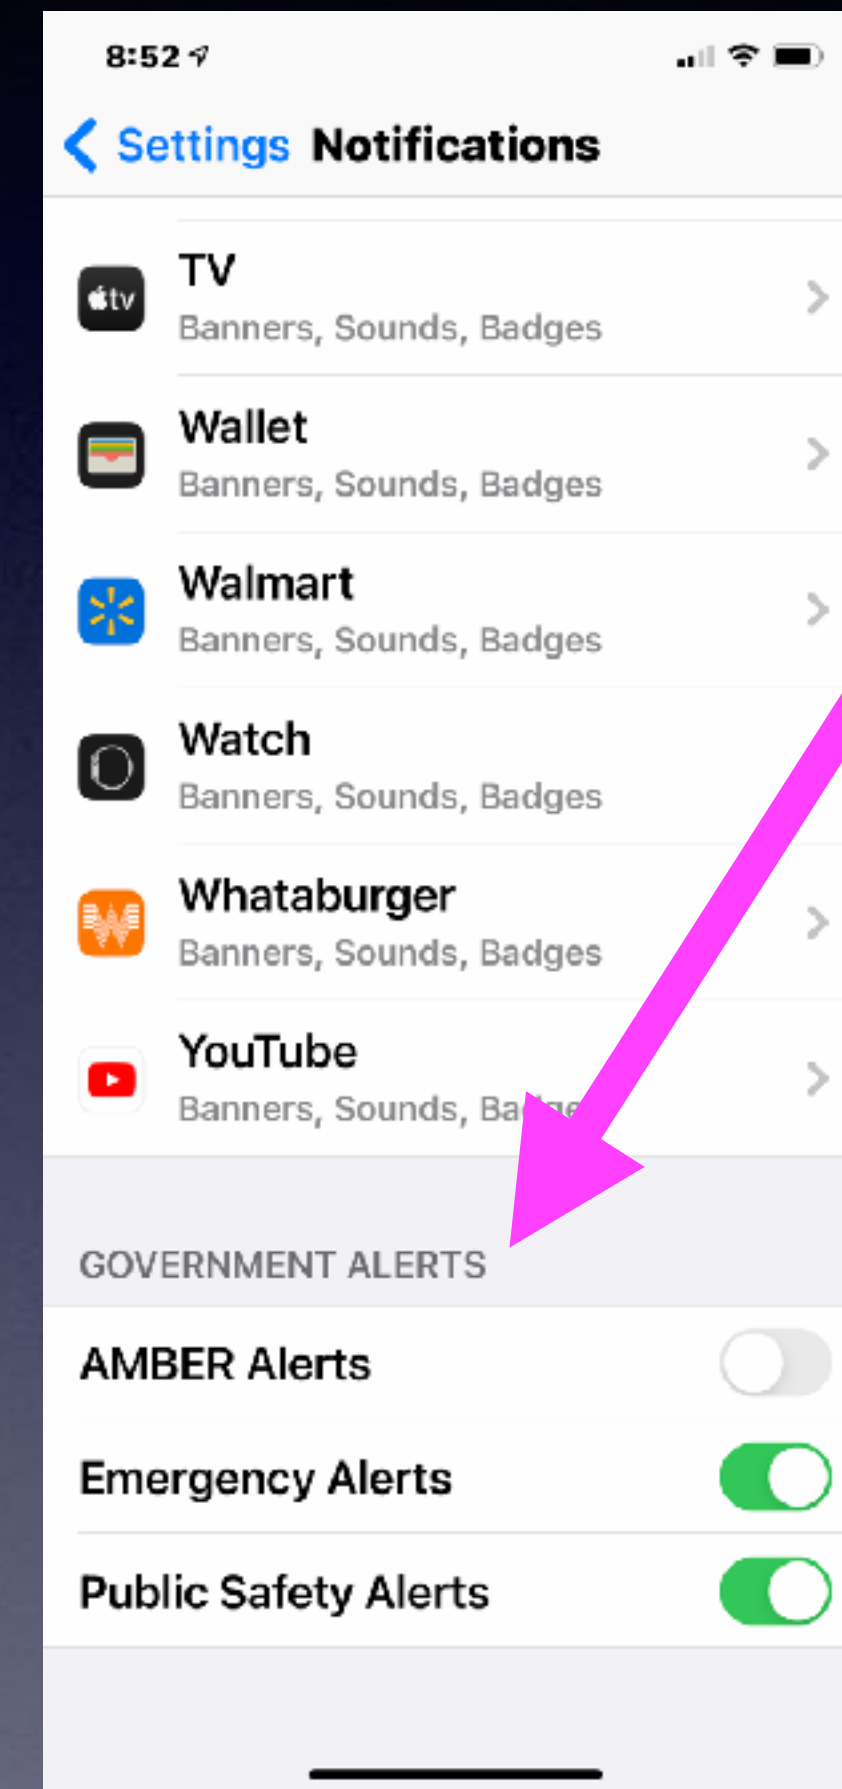 8:52
Settings Notifications
TV
tv
Banners, Sounds, Badges
Wallet
Banners, Sounds, Badges
Walmart
Banners, Sounds, Badges
Watch
Banners, Sounds, Badges
Whataburger
Banners, Sounds, Badges
YouTube
Banners, Sounds,
GOVERNMENT ALERTS
AMBER Alerts
Emergency Alerts
Public Safety Alerts